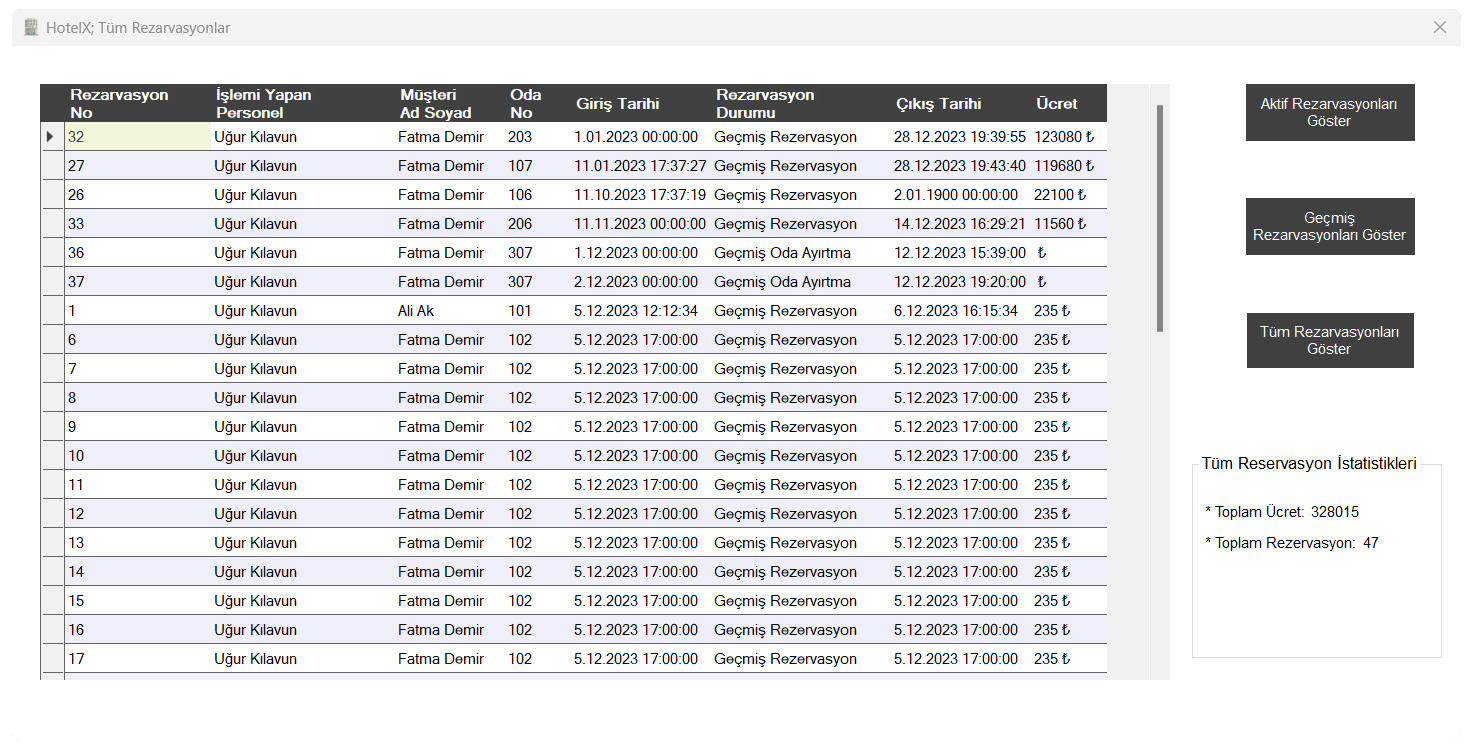 HotelX; Tüm Rezarvasyonlar
Rezarvasyon No İşlemi Yapan Personel Müşteri Ad Soyad Oda No Giriş Tarihi Rezarvasyon Durumu Çıkış Tarihi Ücret
32 Uğur Kılavun Fatma Demir 203 1.01.2023 00:00:00 Geçmiş Rezervasyon 28.12.2023 19:39:55 123080 ₺
27 Uğur Kılavun Fatma Demir 107 11.01.2023 17:37:27 Geçmiş Rezervasyon 28.12.2023 19:43:40 119680 ₺
26 Uğur Kılavun Fatma Demir 106 11.10.2023 17:37:19 Geçmiş Rezervasyon 2.01.1900 00:00:00 22100 ₺
33 Uğur Kılavun Fatma Demir 206 11.11.2023 00:00:00 Geçmiş Rezervasyon 14.12.2023 16:29:21 11560 ₺
36 Uğur Kılavun Fatma Demir 307 1.12.2023 00:00:00 Geçmiş Oda Ayırtma 12.12.2023 15:39:00 ₺
37 Uğur Kılavun Fatma Demir 307 2.12.2023 00:00:00 Geçmiş Oda Ayırtma 12.12.2023 19:20:00 ₺
1 Uğur Kılavun Ali Ak 101 5.12.2023 12:12:34 Geçmiş Rezervasyon 6.12.2023 16:15:34 235 ₺
6 Uğur Kılavun Fatma Demir 102 5.12.2023 17:00:00 Geçmiş Rezervasyon 5.12.2023 17:00:00 235 ₺
7 Uğur Kılavun Fatma Demir 102 5.12.2023 17:00:00 Geçmiş Rezervasyon 5.12.2023 17:00:00 235 ₺
8 Uğur Kılavun Fatma Demir 102 5.12.2023 17:00:00 Geçmiş Rezervasyon 5.12.2023 17:00:00 235 ₺
9 Uğur Kılavun Fatma Demir 102 5.12.2023 17:00:00 Geçmiş Rezervasyon 5.12.2023 17:00:00 235 ₺
10 Uğur Kılavun Fatma Demir 102 5.12.2023 17:00:00 Geçmiş Rezervasyon 5.12.2023 17:00:00 235 ₺
11 Uğur Kılavun Fatma Demir 102 5.12.2023 17:00:00 Geçmiş Rezervasyon 5.12.2023 17:00:00 235 ₺
12 Uğur Kılavun Fatma Demir 102 5.12.2023 17:00:00 Geçmiş Rezervasyon 5.12.2023 17:00:00 235 ₺
13 Uğur Kılavun Fatma Demir 102 5.12.2023 17:00:00 Geçmiş Rezervasyon 5.12.2023 17:00:00 235 ₺
14 Uğur Kılavun Fatma Demir 102 5.12.2023 17:00:00 Geçmiş Rezervasyon 5.12.2023 17:00:00 235 ₺
15 Uğur Kılavun Fatma Demir 102 5.12.2023 17:00:00 Geçmiş Rezervasyon 5.12.2023 17:00:00 235 ₺
16 Uğur Kılavun Fatma Demir 102 5.12.2023 17:00:00 Geçmiş Rezervasyon 5.12.2023 17:00:00 235 ₺
17 Uğur Kılavun Fatma Demir 102 5.12.2023 17:00:00 Geçmiş Rezervasyon 5.12.2023 17:00:00 235 ₺
Aktif Rezarvasyonları
Göster
Geçmiş
Rezarvasyonları Göster
Tüm Rezarvasyonları
Göster
Tüm Reservasyon İstatistikleri
* Toplam Ücret: 328015
* Toplam Rezervasyon: 47